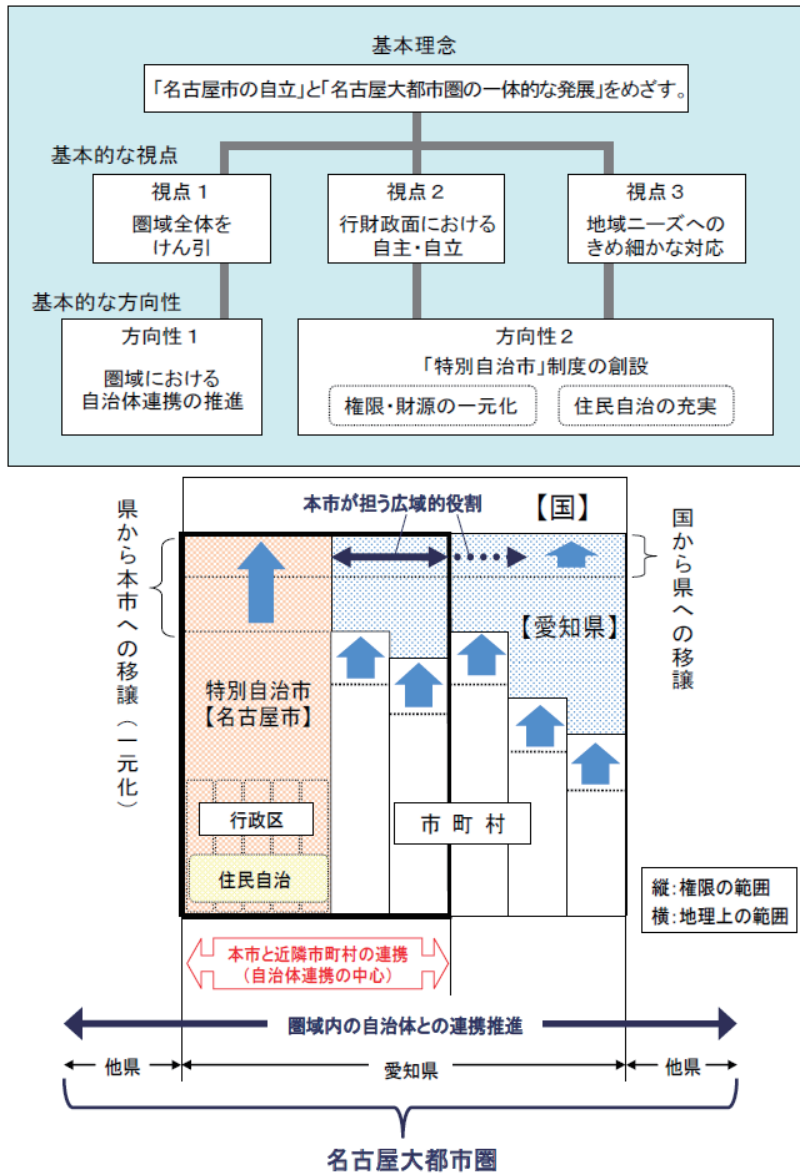 基本理念
「名古屋市の自立」と「名古屋大都市圏の一体的な発展」をめざす。
基本的な視点
視点１
圏域全体を
けん引
視点２
行財政面における
自主・自立
視点３
地域ニーズへの
きめ細かな対応
基本的な方向性
方向性１
圏域における
自治体連携の推進
方向性２
「特別自治市」制度の創設
権限・財源の一元化
住民自治の充実
県から本市への移譲（一元化）
本市が担う広域的役割
【国】
国から県への移譲
【愛知県】
特別自治市
【名古屋市】
行政区
住民自治
市町村
縦：権限の範囲
横：地理上の範囲
本市と近隣市町村の連携
（自治体連携の中心）
圏域内の自治体との連携推進
他県
愛知県
他県
名古屋大都市圏